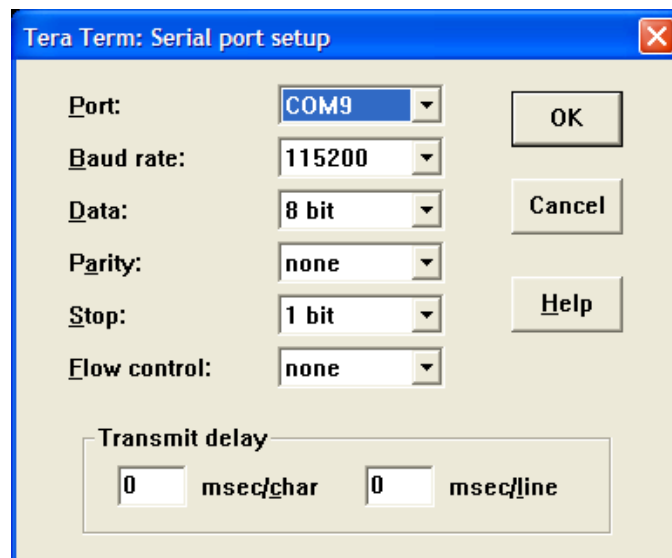 Tera Term: Serial port setup
Port: COM9
OK
Baud rate: 115200
Data: 8 bit
Cancel
Parity: none
Stop: 1 bit
Help
Flow control: none
Transmit delay
0 msec/char 0 msec/line